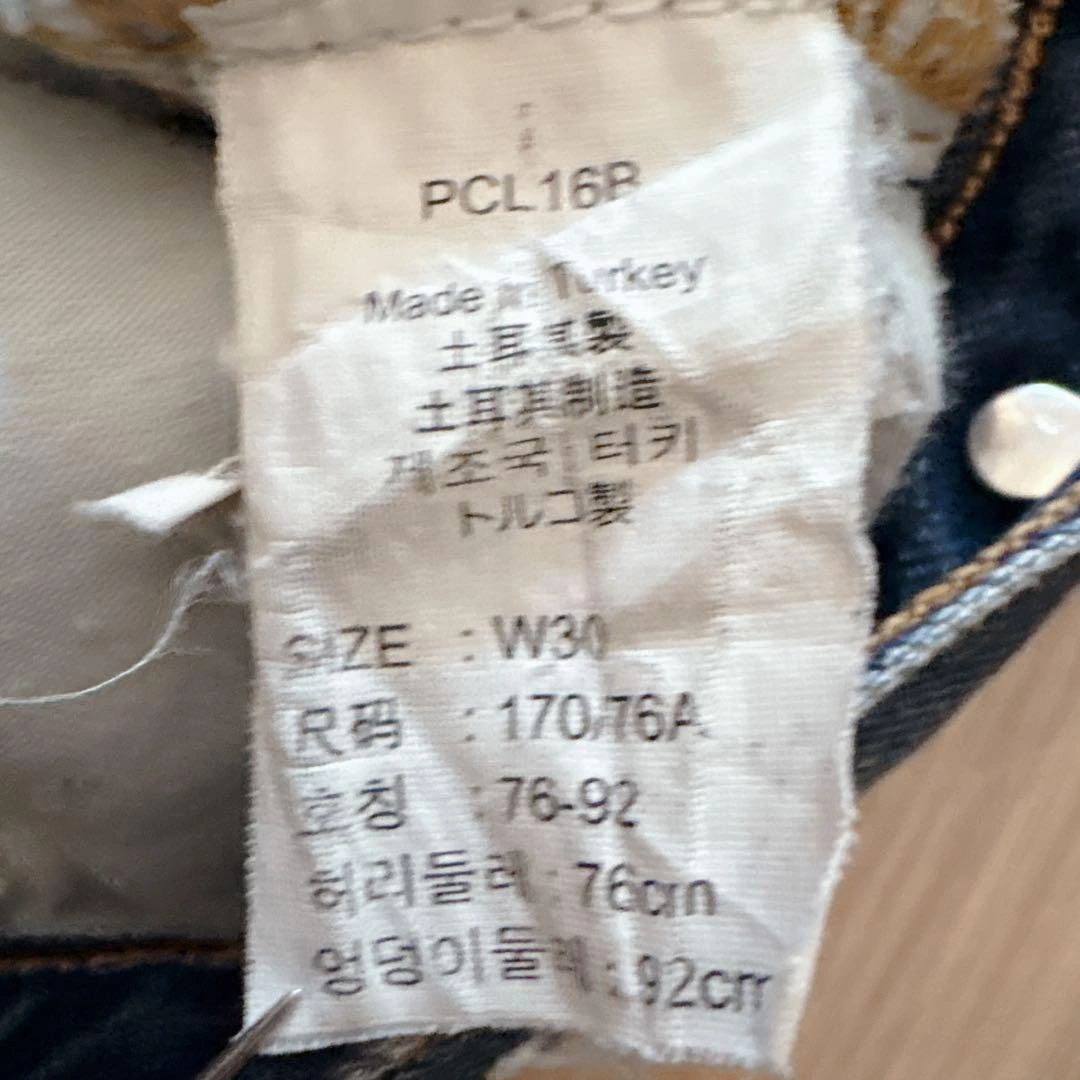 PCL16B
Made in Turkey
土耳其製
土耳其制造
제조국 | 터키
トルコ製
SIZE : W30
尺码 : 170/76A
호칭 : 76-92
허리둘레 : 76cm
엉덩이둘레 : 92cm